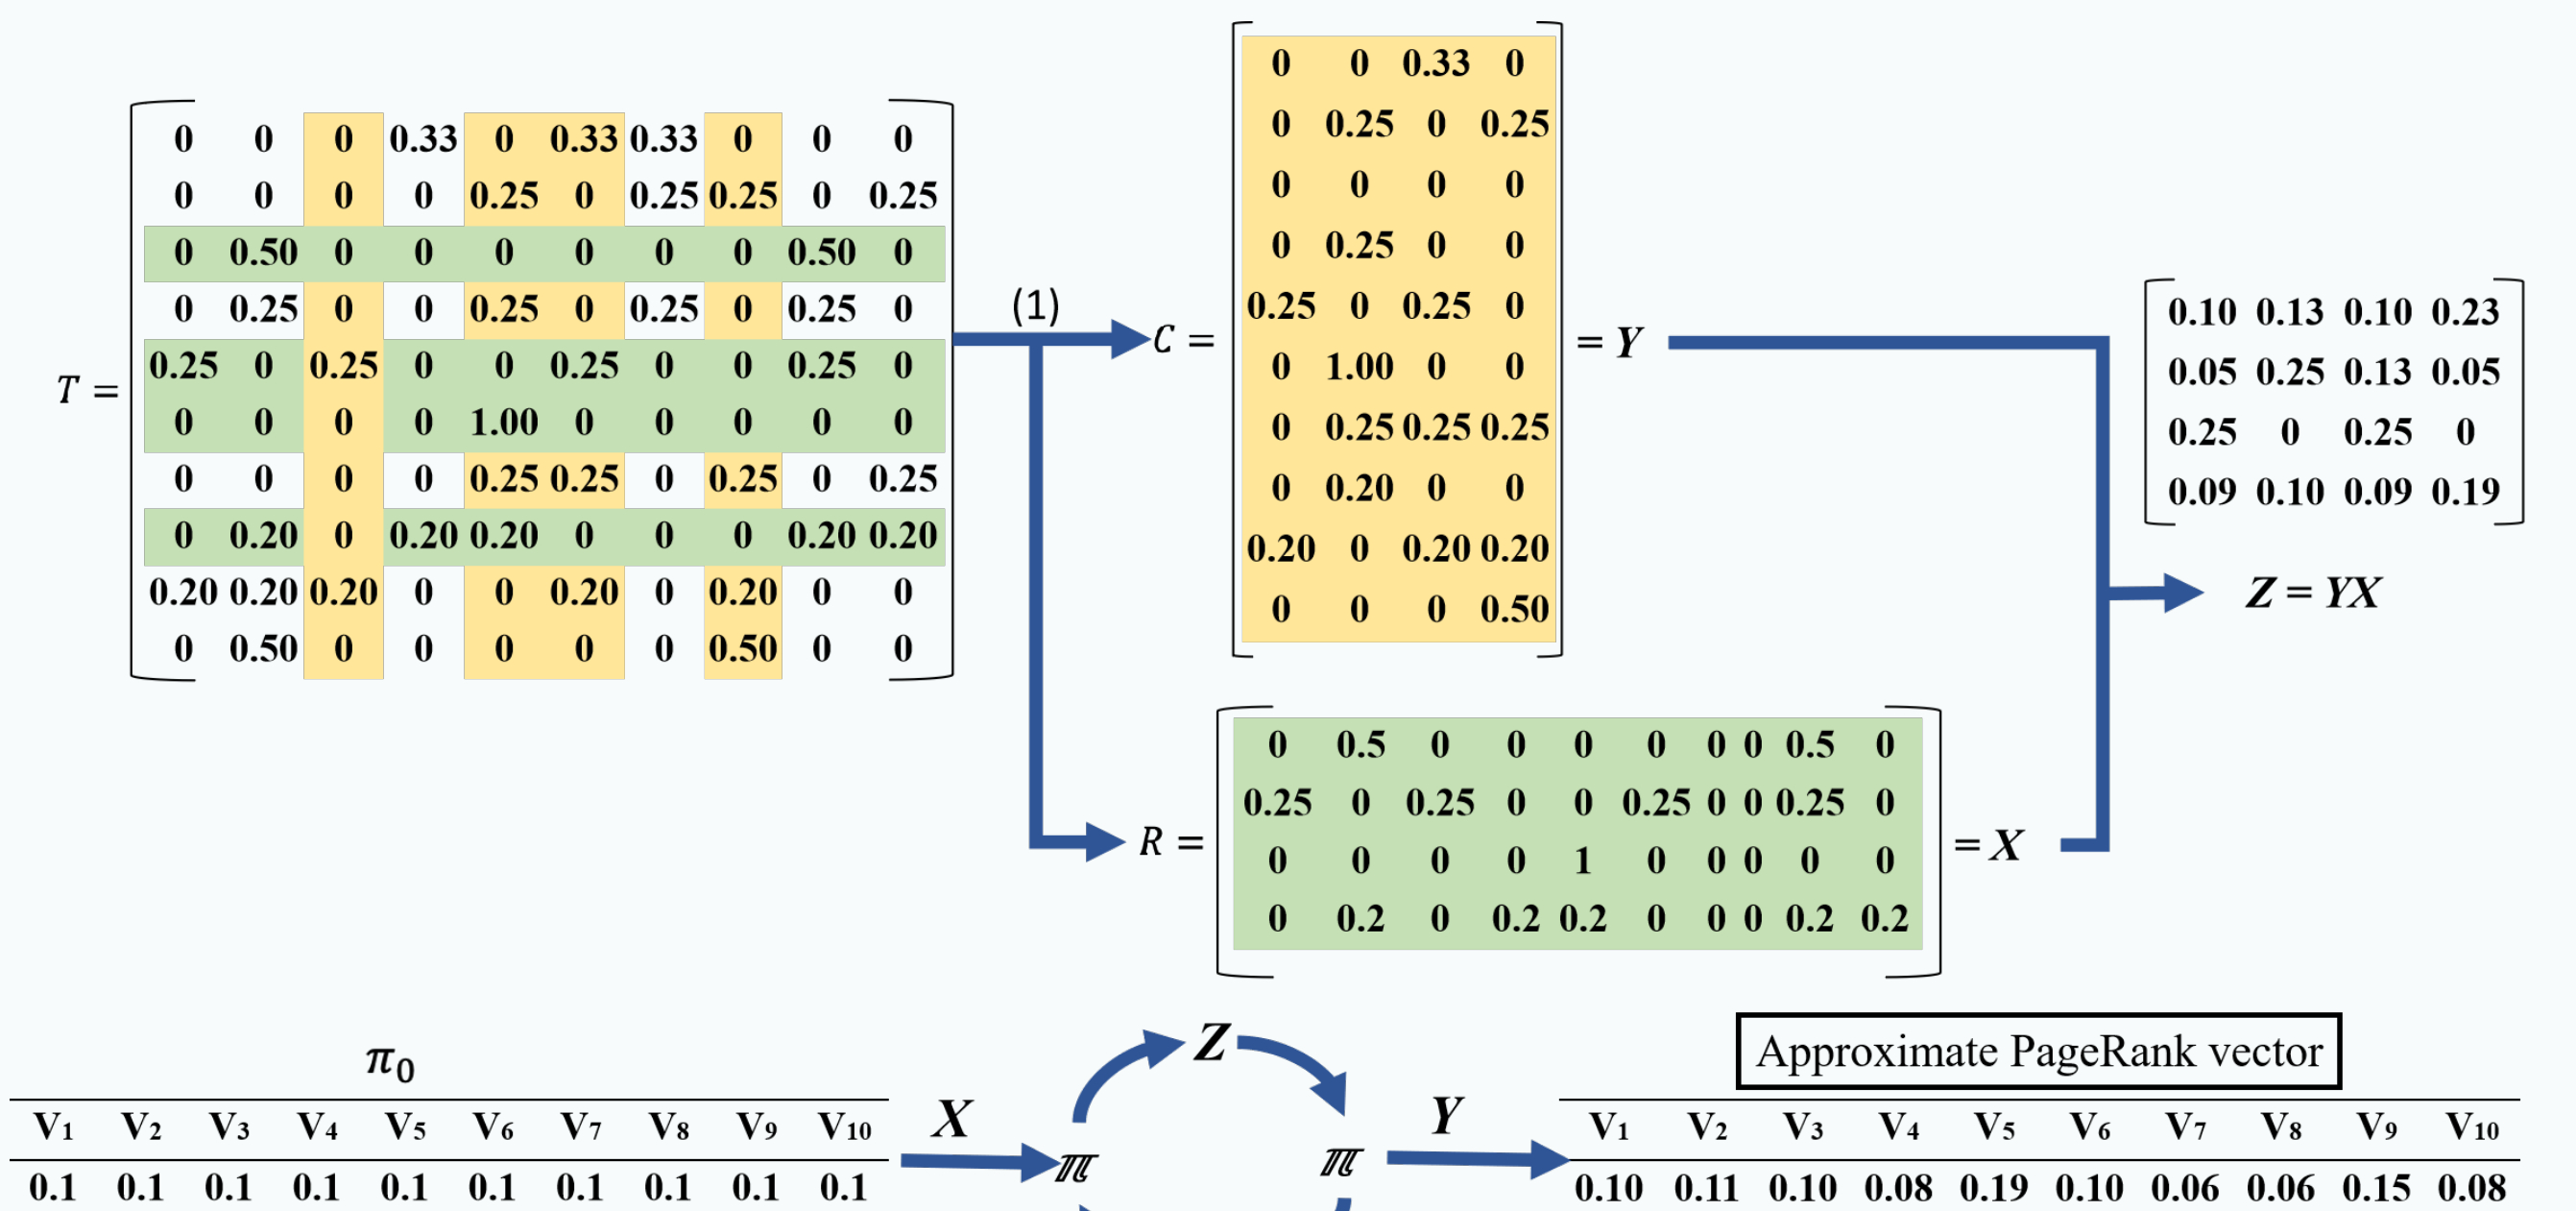 T =
0 0 0 0.33 0 0.33 0.33 0 0 0
0 0 0 0 0.25 0 0.25 0.25 0 0.25
0 0.50 0 0 0 0 0 0 0.50 0
0 0.25 0 0 0.25 0 0.25 0 0.25 0
0.25 0 0.25 0 0 0.25 0 0 0.25 0
0 0 0 0 1.00 0 0 0 0 0
0 0 0 0 0.25 0.25 0 0.25 0 0.25
0 0.20 0 0.20 0.20 0 0 0 0.20 0.20
0.20 0.20 0.20 0 0 0.20 0 0.20 0 0
0 0.50 0 0 0 0 0 0.50 0 0
(1)
C =
0 0 0.33 0
0 0.25 0 0.25
0 0 0 0
0 0.25 0 0
0.25 0 0.25 0
0 1.00 0 0
0 0.25 0.25 0.25
0 0.20 0 0
0.20 0 0.20 0.20
0 0 0 0.50
= Y
R =
0 0.5 0 0 0 0 0 0 0.5 0
0.25 0 0.25 0 0 0.25 0 0 0.25 0
0 0 0 0 1 0 0 0 0 0
0 0.2 0 0.2 0.2 0 0 0 0.2 0.2
= X
0.10 0.13 0.10 0.23
0.05 0.25 0.13 0.05
0.25 0 0.25 0
0.09 0.10 0.09 0.19
Z = YX
π0
V1 V2 V3 V4 V5 V6 V7 V8 V9 V10
0.1 0.1 0.1 0.1 0.1 0.1 0.1 0.1 0.1 0.1
X
π
Z
π
Y
Approximate PageRank vector
V1 V2 V3 V4 V5 V6 V7 V8 V9 V10
0.10 0.11 0.10 0.08 0.19 0.10 0.06 0.06 0.15 0.08